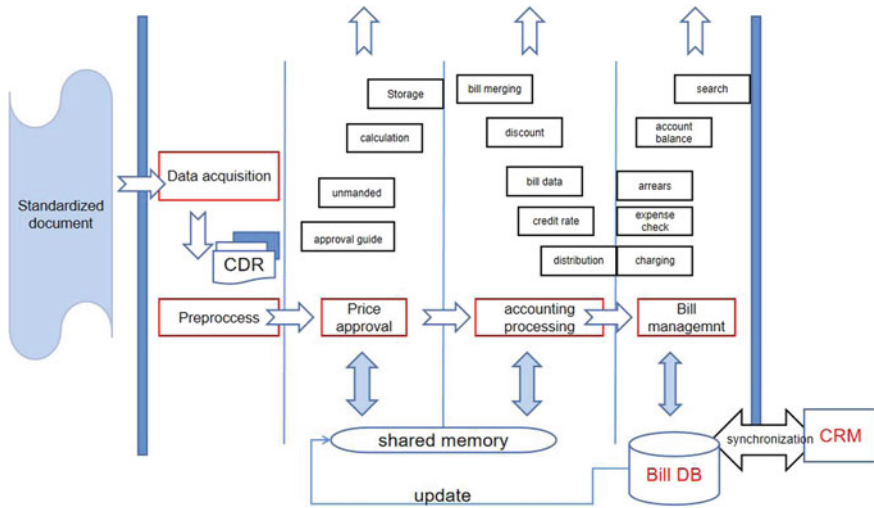 Standardized
document
Data acquisition
CDR
Preproccess
Storage
calculation
unmanded
approval guide
Price
approval
bill merging
discount
bill data
credit rate
distribution
accounting
processing
search
account
balance
arrears
expense
check
charging
Bill
managemnt
shared memory
update
Bill DB
synchronization
CRM